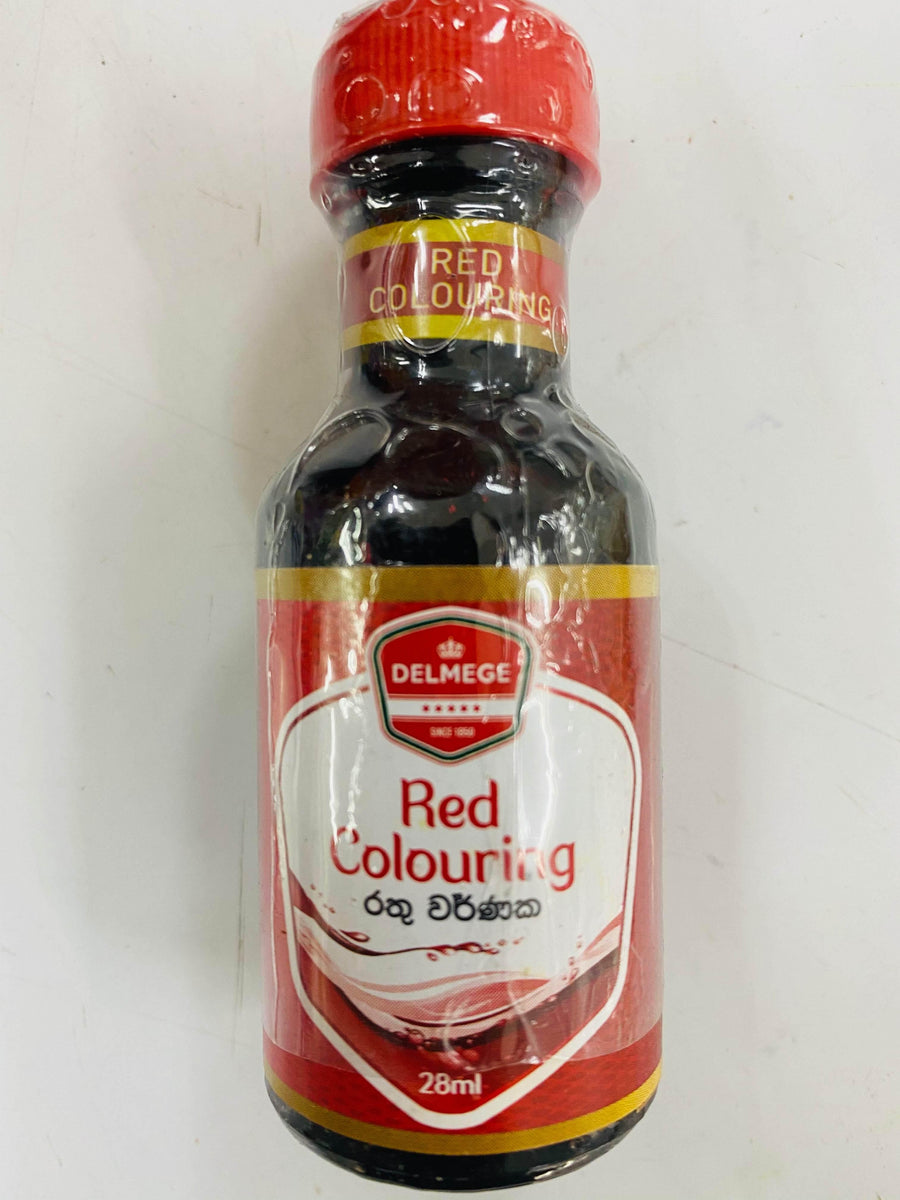 RED
COLOURING
DELMEGE
SINCE 1850
Red
Colouring
රතු වර්ණක
28ml